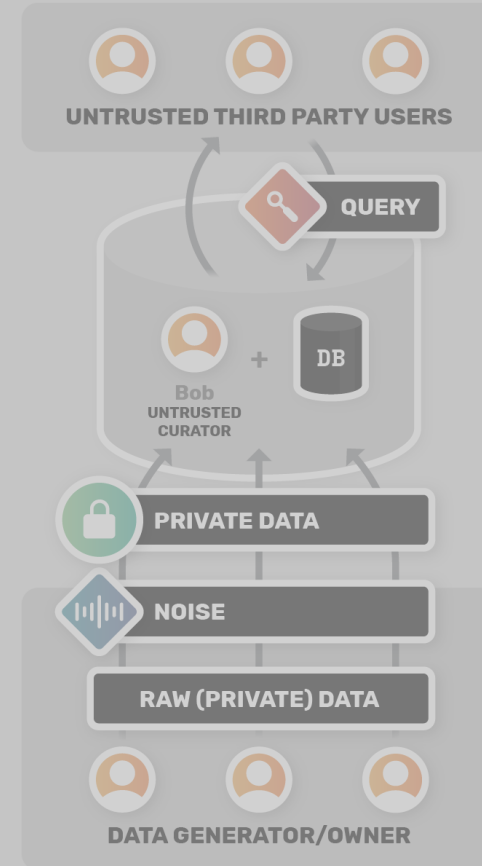 UNTRUSTED THIRD PARTY USERS
QUERY
DB
+
Bob
UNTRUSTED
CURATOR
PRIVATE DATA
NOISE
RAW (PRIVATE) DATA
DATA GENERATOR/OWNER